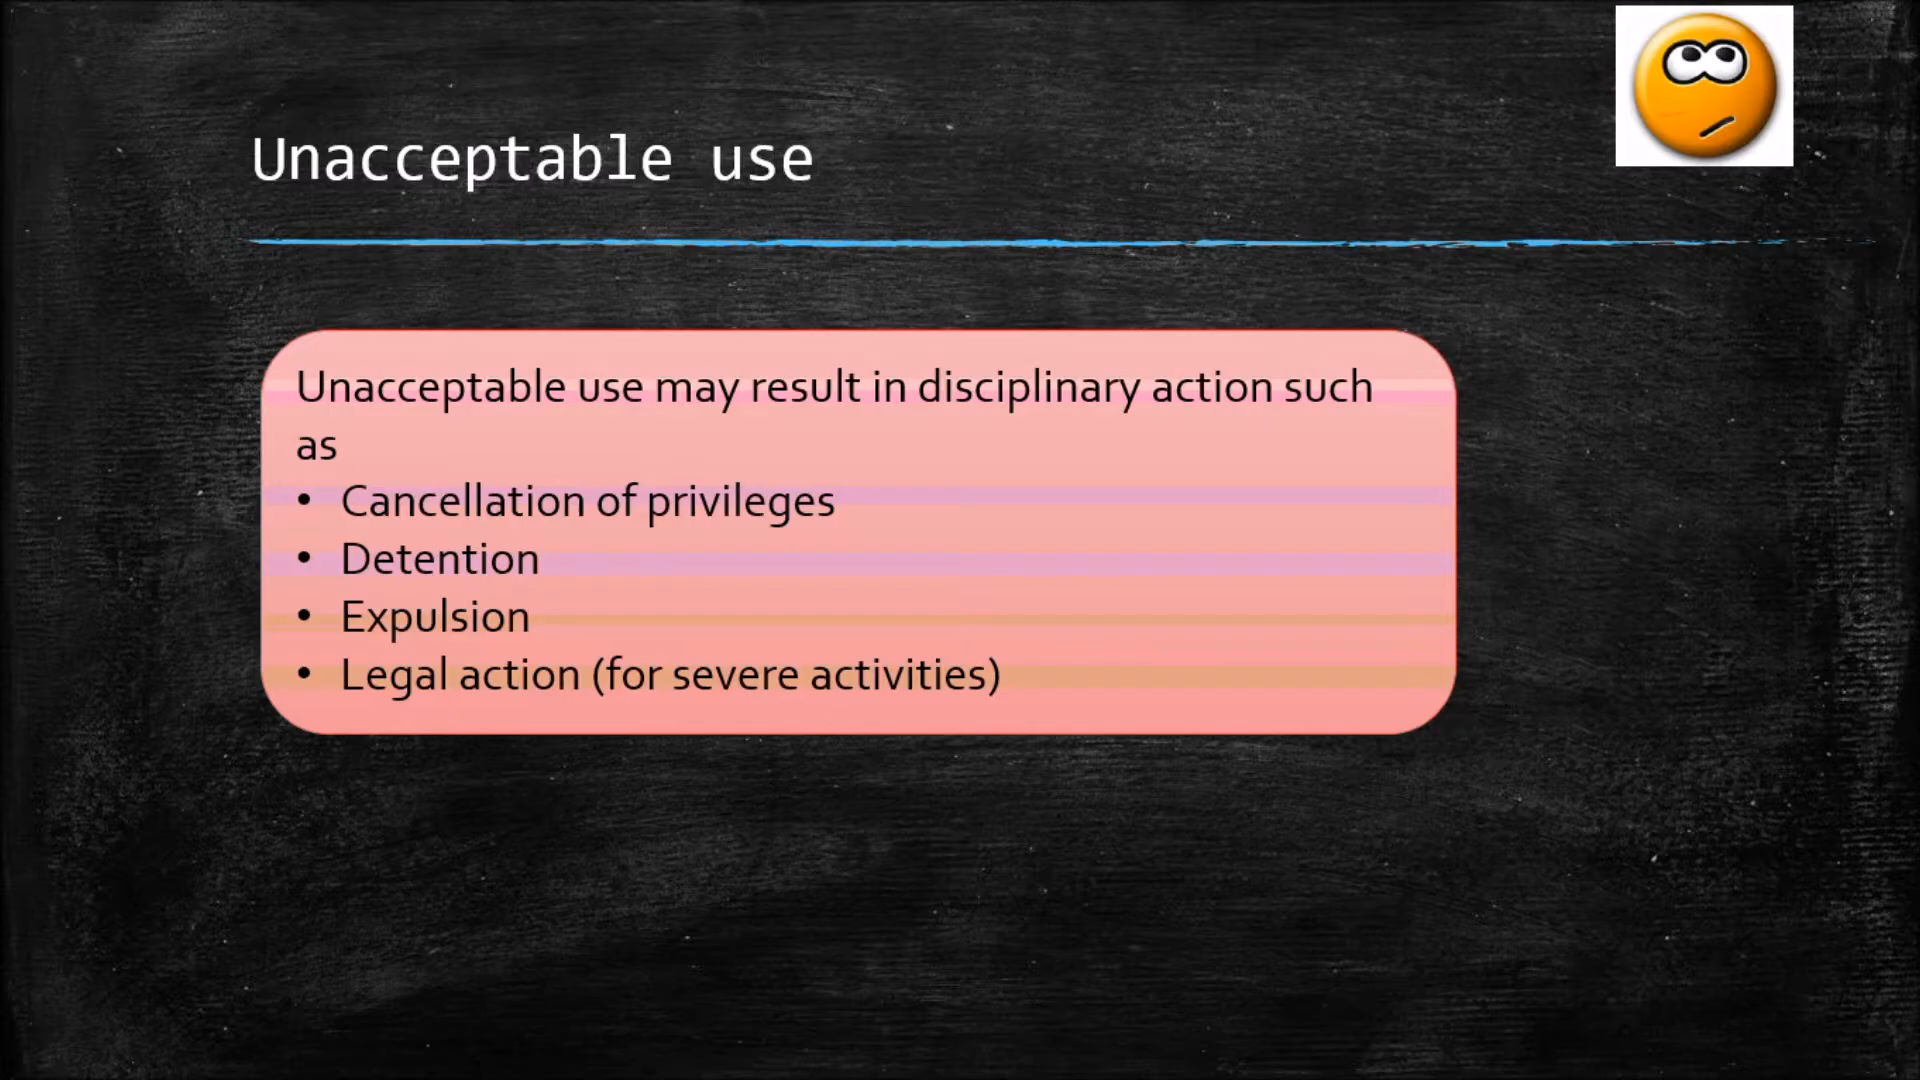 Unacceptable use
Unacceptable use may result in disciplinary action such
as
• Cancellation of privileges
• Detention
• Expulsion
• Legal action (for severe activities)